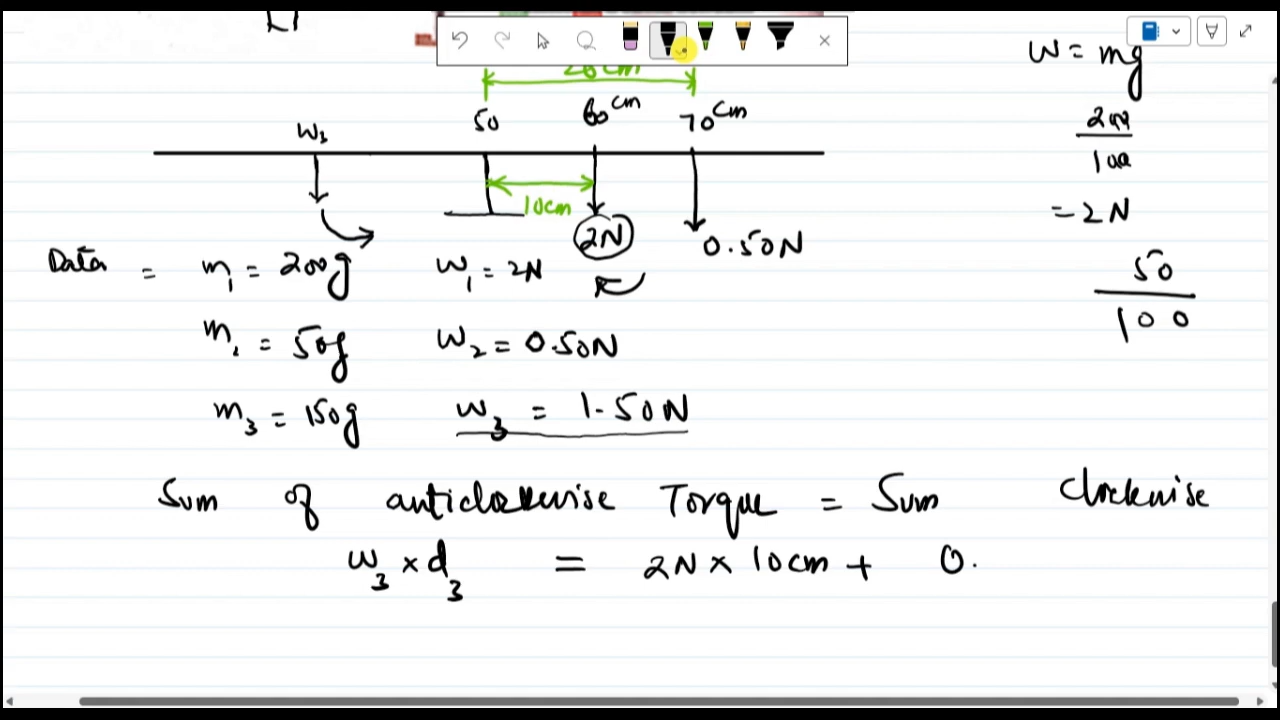 W = mg
20cm
50 60cm 70cm
W3
200
100
10cm
= 2N
2N
0.50N
Data = m1 = 200g W1 = 2N
50
100
m2 = 50g W2 = 0.50N
m3 = 150g W3 = 1.50N
Sum of anticlockwise Torque = Sum Clockwise
W3 × d3 = 2N × 10cm + 0.